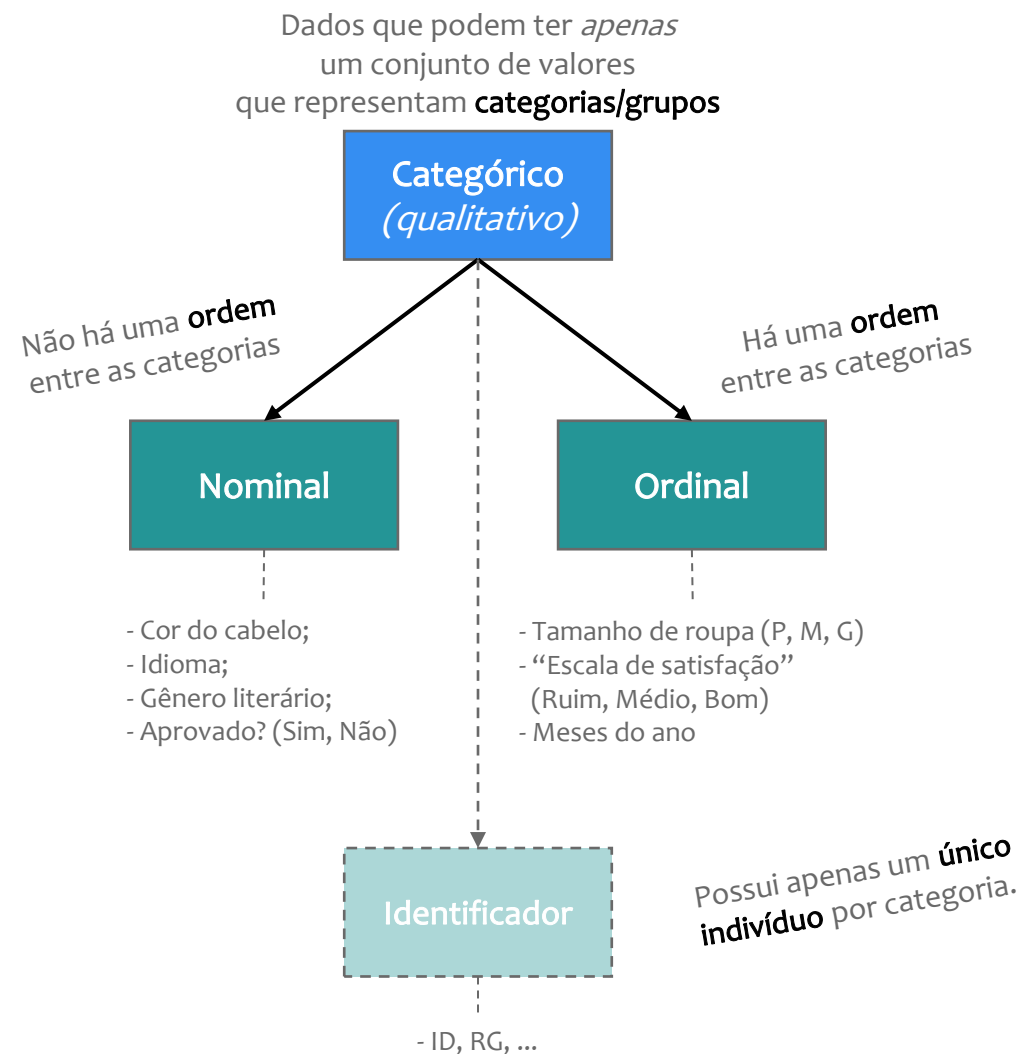 Dados que podem ter apenas
um conjunto de valores
que representam categorias/grupos
Categórico
(qualitativo)
Não há uma ordem
entre as categorias
Há uma ordem
entre as categorias
Nominal
Ordinal
- Cor do cabelo;
- Idioma;
- Gênero literário;
- Aprovado? (Sim, Não)
- Tamanho de roupa (P, M, G)
- “Escala de satisfação”
(Ruim, Médio, Bom)
- Meses do ano
Identificador
Possui apenas um único
indivíduo por categoria.
- ID, RG, ...